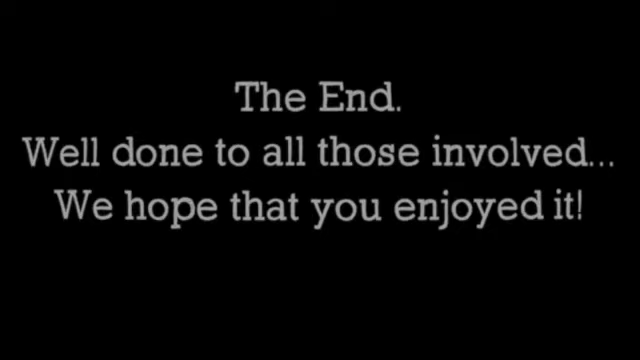 The End.
Well done to all those involved...
We hope that you enjoyed it!